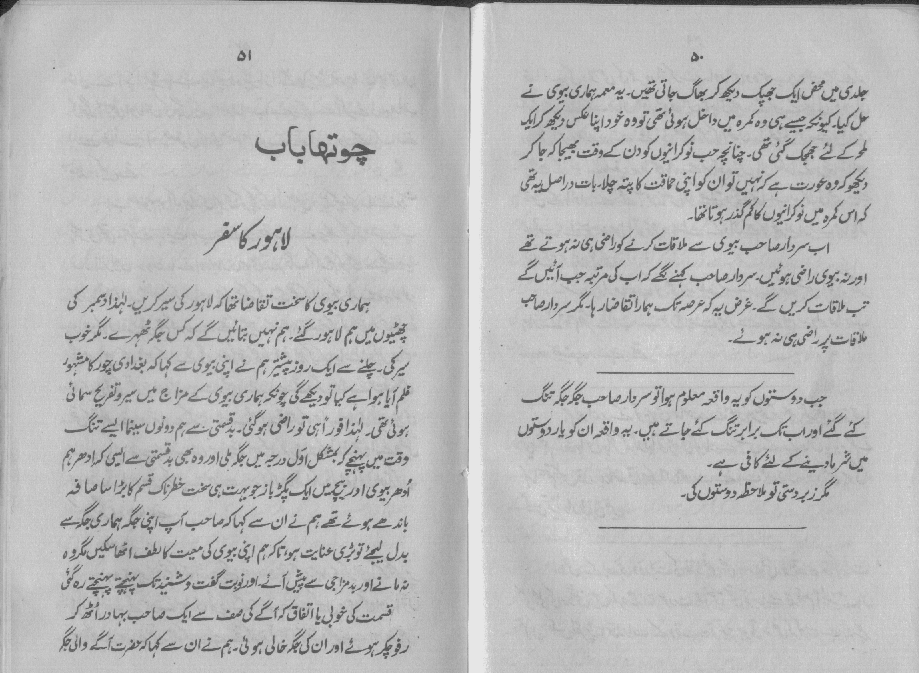 ۵۰
جلدی میں محض ایک جھپک دیکھ کر بھاگ جاتی تھیں۔ یہ معمہ ہماری بیوی نے
حل کیا۔ کیونکہ جیسے ہی وہ کمرہ میں داخل ہوئی تھی تو وہ خود اپنا عکس دیکھ کر ایک
لمحہ کے لئے جھجک گئی تھی۔ چنانچہ جب نوکرانیوں کو دن کے وقت بھیجا کہ جا کر
دیکھو کہ وہ عورت ہے کہ نہیں تو ان کو اپنی حماقت کا پتہ چلا۔ بات دراصل یہ تھی
کہ اس کمرہ میں نوکرانیوں کا کم گذر ہوتا تھا۔
اب سردار صاحب بیوی سے ملاقات کرنے کو راضی ہی نہ ہوتے تھے
اور نہ بیوی راضی ہوئیں۔ سردار صاحب کہنے لگے کہ اب کی مرتبہ جب آئیں گے
تب ملاقات کریں گے۔ غرض یہ کہ عرصہ تک ہمارا تقاضا رہا۔ مگر سردار صاحب
ملاقات پر راضی ہی نہ ہوئے۔
جب دوستوں کو یہ واقعہ معلوم ہوا تو سردار صاحب جگہ جگہ تنگ
کئے گئے اور اب تک برابر تنگ کئے جاتے ہیں۔ یہ واقعہ ان کو یار دوستوں
میں شرما دینے کے لئے کافی ہے۔
مگر زبردستی تو ملاحظہ دوستوں کی۔
۵۱
چوتھا باب
لاہور کا سفر
ہماری بیوی کا سخت تقاضا تھا کہ لاہور کی سیر کریں۔ لہٰذا دسمبر کی
چھٹیوں میں ہم لاہور گئے۔ ہم نہیں بتائیں گے کہ کس جگہ ٹھہرے۔ مگر خوب
سیر کی۔ چلنے سے ایک روز پیشتر ہم نے اپنی بیوی سے کہا کہ بغدادی چور کا مشہور
فلم آیا ہوا ہے کیا تو دیکھے گی چونکہ ہماری بیوی کے مزاج میں سیر و تفریح سمائی
ہوئی تھی۔ لہٰذا فوراً ہی تو راضی ہو گئی۔ بدقسمتی سے ہم دونوں سینما ایسے تنگ
وقت میں پہنچے کہ بمشکل اول درجہ میں جگہ ملی اور وہ بھی بدقسمتی سے ایسی کہ ادھر ہم
اُدھر بیوی اور بیچ میں ایک پگڑ باز جو بہت ہی سخت خطرناک قسم کا بڑا سا صافہ
باندھے ہوئے تھے ہم نے ان سے کہا کہ صاحب آپ اپنی جگہ ہماری جگہ سے
بدل لیجئے تو بڑی عنایت ہو تاکہ ہم اپنی بیوی کی معیت کا لطف اٹھا سکیں مگر وہ
نہ مانے اور بدمزاجی سے پیش آئے۔ اور نوبت گفت و شنید تک پہنچتے پہنچتے رہ گئی
قسمت کی خوبی یا اتفاق کہ آگے کی صف سے ایک صاحب بہادر اُٹھ کر
رفوچکر ہوئے اور ان کی جگہ خالی ہوئی۔ ہم نے ان سے کہا کہ حضرت آگے والی جگہ